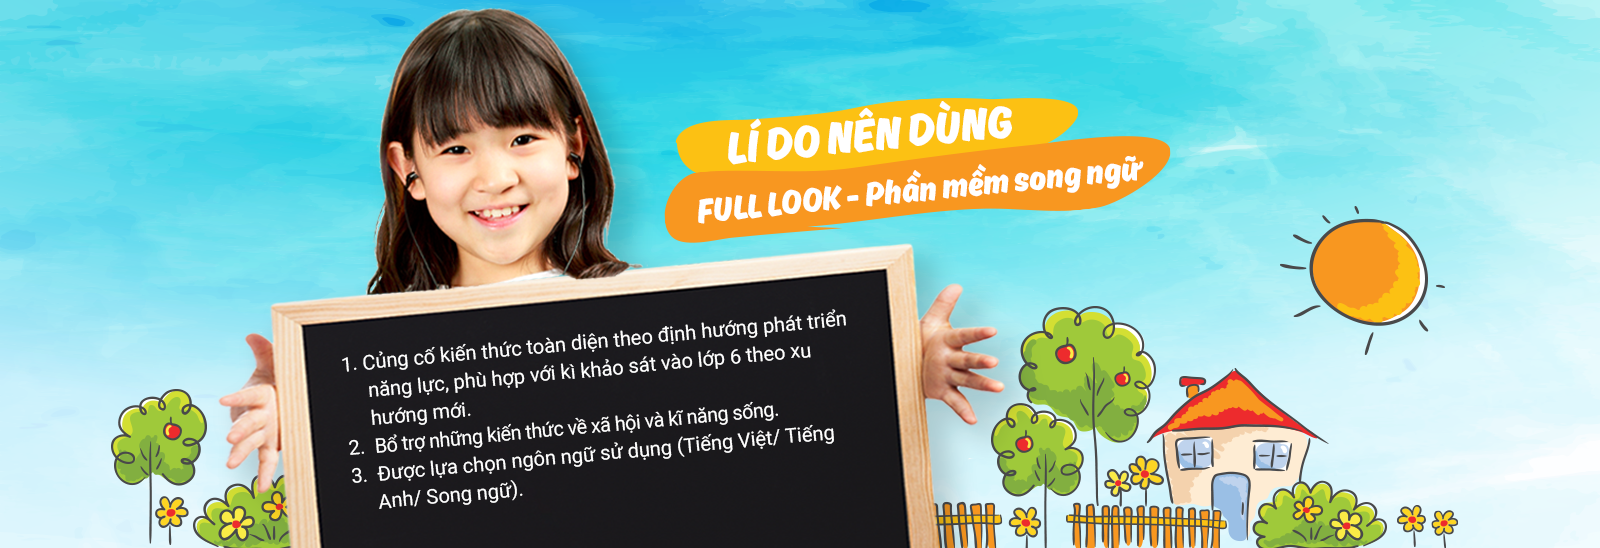 LÍ DO NÊN DÙNG
FULL LOOK - Phần mềm song ngữ
1. Củng cố kiến thức toàn diện theo định hướng phát triển
năng lực, phù hợp với kì khảo sát vào lớp 6 theo xu
hướng mới.
2. Bổ trợ những kiến thức về xã hội và kĩ năng sống.
3. Được lựa chọn ngôn ngữ sử dụng (Tiếng Việt/ Tiếng
Anh/ Song ngữ).